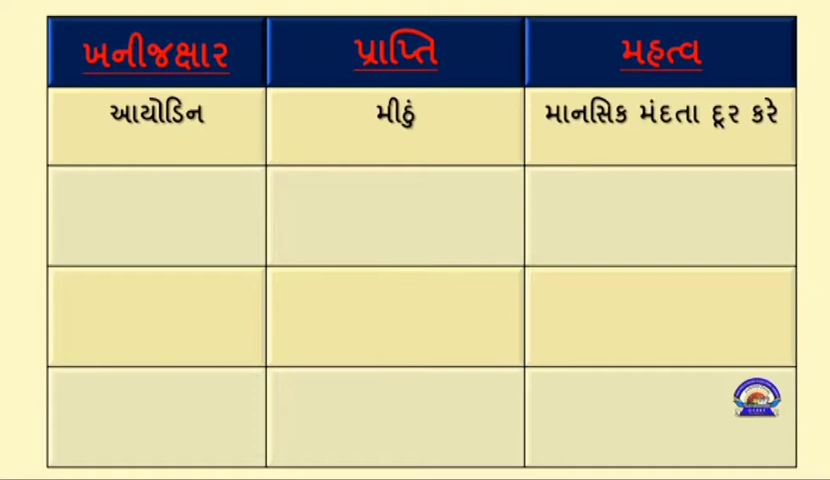 ખનીજક્ષાર પ્રાપ્તિ મહત્વ
આયોડિન મીઠું માનસિક મંદતા દૂર કરે